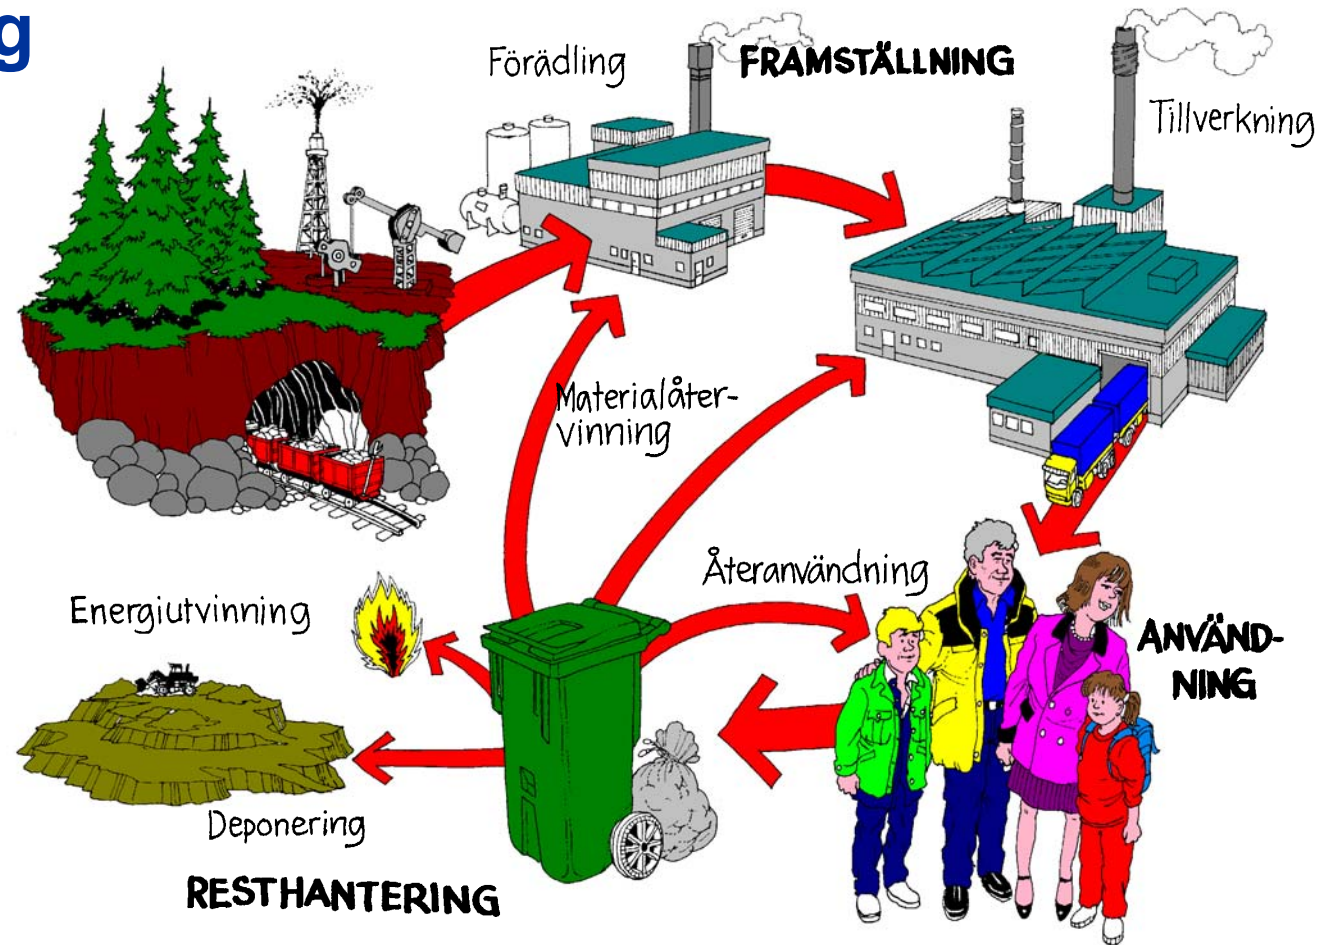 g
Förädling
FRAMSTÄLLNING
Tillverkning
Materialåter-
vinning
Återanvändning
Energiutvinning
ANVÄND-
NING
Deponering
RESTHANTERING